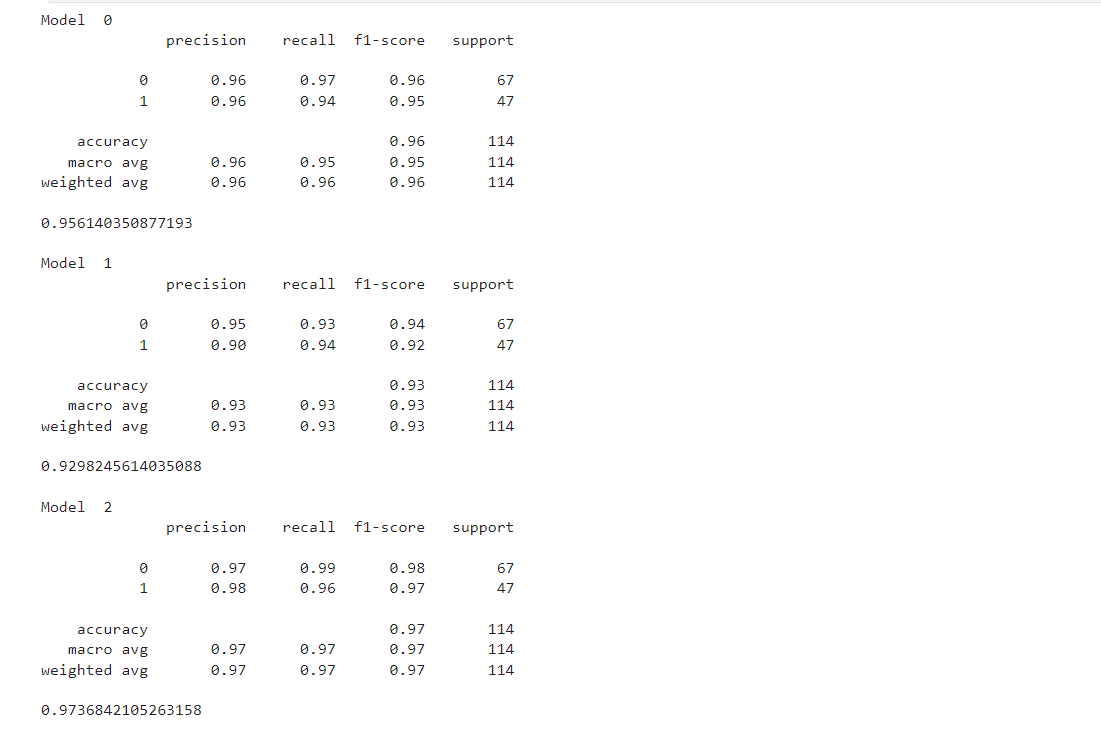 Model  0
              precision    recall  f1-score   support

           0       0.96      0.97      0.96        67
           1       0.96      0.94      0.95        47

    accuracy                           0.96       114
   macro avg       0.96      0.95      0.95       114
weighted avg       0.96      0.96      0.96       114

0.956140350877193

Model  1
              precision    recall  f1-score   support

           0       0.95      0.93      0.94        67
           1       0.90      0.94      0.92        47

    accuracy                           0.93       114
   macro avg       0.93      0.93      0.93       114
weighted avg       0.93      0.93      0.93       114

0.9298245614035088

Model  2
              precision    recall  f1-score   support

           0       0.97      0.99      0.98        67
           1       0.98      0.96      0.97        47

    accuracy                           0.97       114
   macro avg       0.97      0.97      0.97       114
weighted avg       0.97      0.97      0.97       114

0.9736842105263158